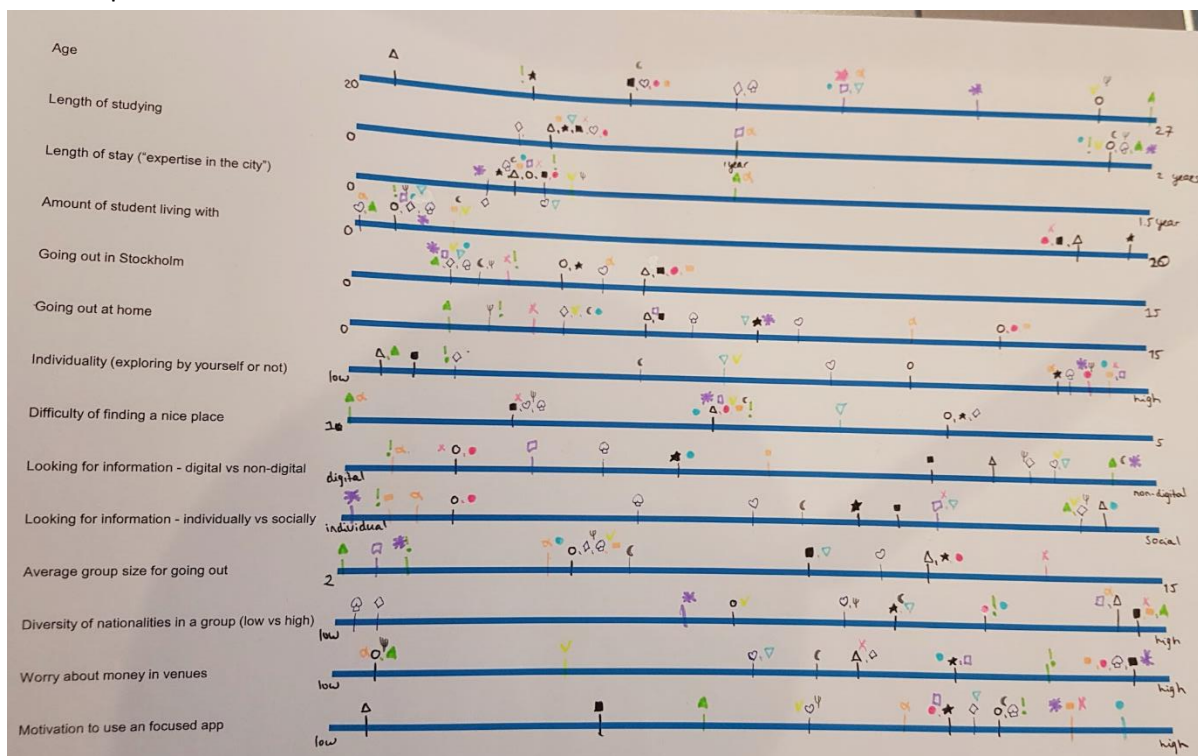 Age
20
27
Length of studying
0
1 year
2 years
Length of stay ("expertise in the city")
0
1.5 year
Amount of student living with
0
20
Going out in Stockholm
0
15
Going out at home
0
15
Individuality (exploring by yourself or not)
low
high
Difficulty of finding a nice place
5
Looking for information - digital vs non-digital
digital
non-digital
Looking for information - individually vs socially
individual
social
Average group size for going out
2
15
Diversity of nationalities in a group (low vs high)
low
high
Worry about money in venues
low
high
Motivation to use an focused app
low
high